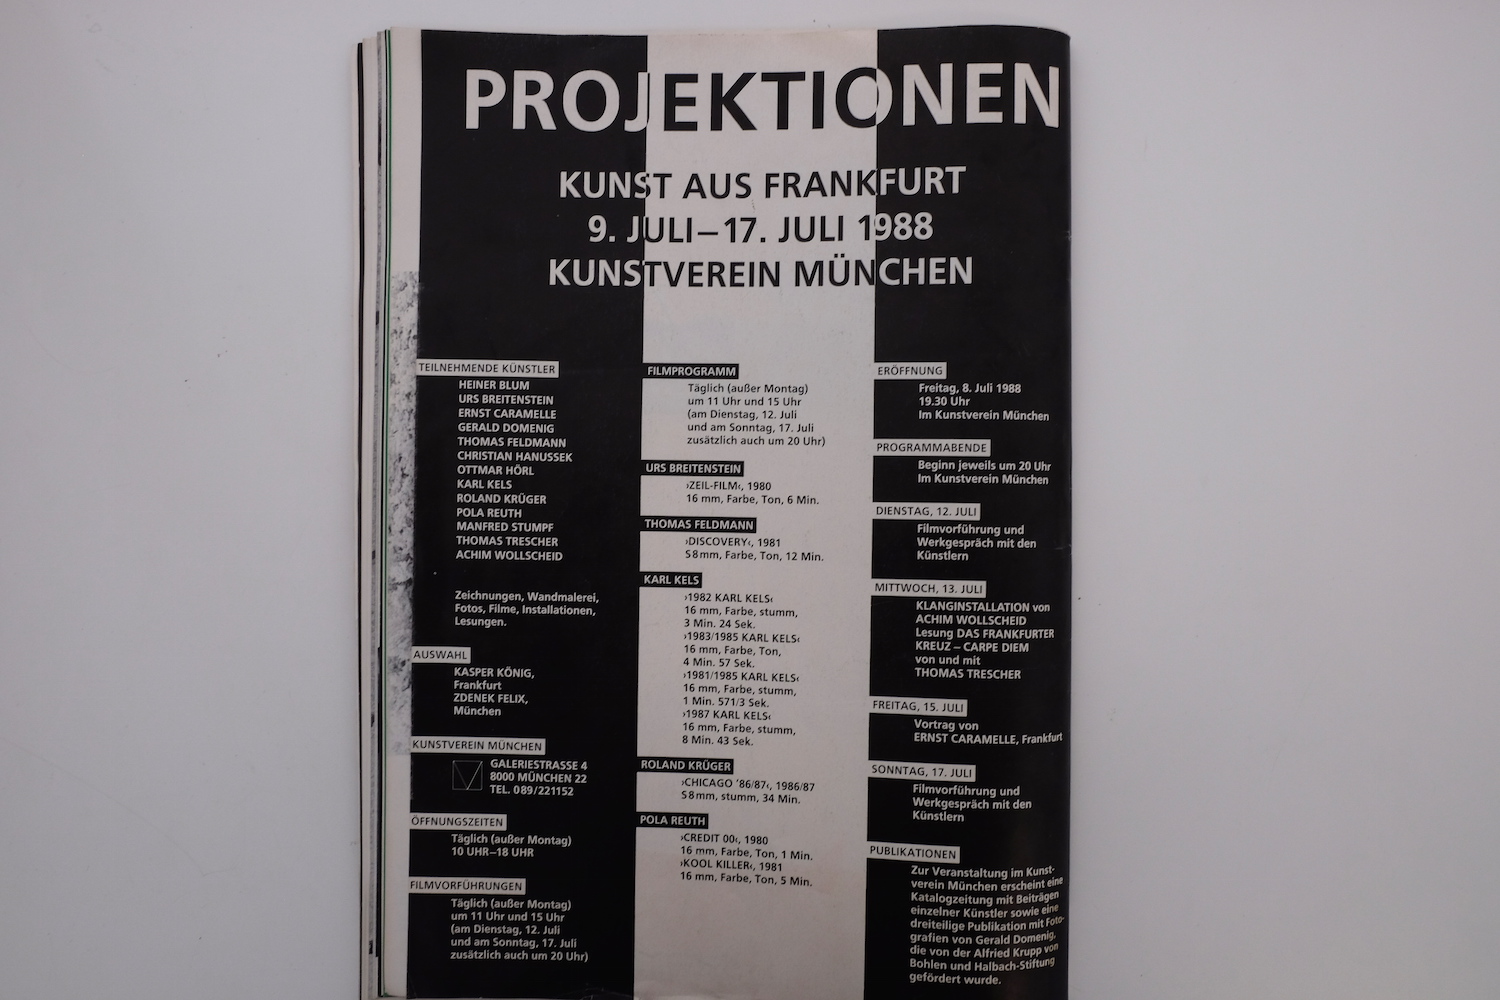 PROJEKTIONEN
KUNST AUS FRANKFURT
9. JULI–17. JULI 1988
KUNSTVEREIN MÜNCHEN
TEILNEHMENDE KÜNSTLER
HEINER BLUM
URS BREITENSTEIN
ERNST CARAMELLE
GERALD DOMENIG
THOMAS FELDMANN
CHRISTIAN HANUSSEK
OTTMAR HÖRL
KARL KELS
ROLAND KRÜGER
POLA REUTH
MANFRED STUMPF
THOMAS TRESCHER
ACHIM WOLLSCHEID
Zeichnungen, Wandmalerei,
Fotos, Filme, Installationen,
Lesungen.
AUSWAHL
KASPER KÖNIG,
Frankfurt
ZDENEK FELIX,
München
KUNSTVEREIN MÜNCHEN
GALERIESTRASSE 4
8000 MÜNCHEN 22
TEL. 089/221152
ÖFFNUNGSZEITEN
Täglich (außer Montag)
10 UHR–18 UHR
FILMVORFÜHRUNGEN
Täglich (außer Montag)
um 11 Uhr und 15 Uhr
(am Dienstag, 12. Juli
und am Sonntag, 17. Juli
zusätzlich auch um 20 Uhr)
FILMPROGRAMM
Täglich (außer Montag)
um 11 Uhr und 15 Uhr
(am Dienstag, 12. Juli
und am Sonntag, 17. Juli
zusätzlich auch um 20 Uhr)
URS BREITENSTEIN
›ZEIL-FILM‹, 1980
16 mm, Farbe, Ton, 6 Min.
THOMAS FELDMANN
›DISCOVERY‹, 1981
S8mm, Farbe, Ton, 12 Min.
KARL KELS
›1982 KARL KELS‹
16 mm, Farbe, stumm,
3 Min. 24 Sek.
›1983/1985 KARL KELS‹
16 mm, Farbe, Ton,
4 Min. 57 Sek.
›1981/1985 KARL KELS‹
16 mm, Farbe, stumm,
1 Min. 571/3 Sek.
›1987 KARL KELS‹
16 mm, Farbe, stumm,
8 Min. 43 Sek.
ROLAND KRÜGER
›CHICAGO '86/87‹, 1986/87
S8mm, stumm, 34 Min.
POLA REUTH
›CREDIT 00‹, 1980
16 mm, Farbe, Ton, 1 Min.
›KOOL KILLER‹, 1981
16 mm, Farbe, Ton, 5 Min.
ERÖFFNUNG
Freitag, 8. Juli 1988
19.30 Uhr
Im Kunstverein München
PROGRAMMABENDE
Beginn jeweils um 20 Uhr
Im Kunstverein München
DIENSTAG, 12. JULI
Filmvorführung und
Werkgespräch mit den
Künstlern
MITTWOCH, 13. JULI
KLANGINSTALLATION von
ACHIM WOLLSCHEID
Lesung DAS FRANKFURTER
KREUZ – CARPE DIEM
von und mit
THOMAS TRESCHER
FREITAG, 15. JULI
Vortrag von
ERNST CARAMELLE, Frankfurt
SONNTAG, 17. JULI
Filmvorführung und
Werkgespräch mit den
Künstlern
PUBLIKATIONEN
Zur Veranstaltung im Kunst-
verein München erscheint eine
Katalogzeitung mit Beiträgen
einzelner Künstler sowie eine
dreiteilige Publikation mit Foto-
grafien von Gerald Domenig,
die von der Alfried Krupp von
Bohlen und Halbach-Stiftung
gefördert wurde.